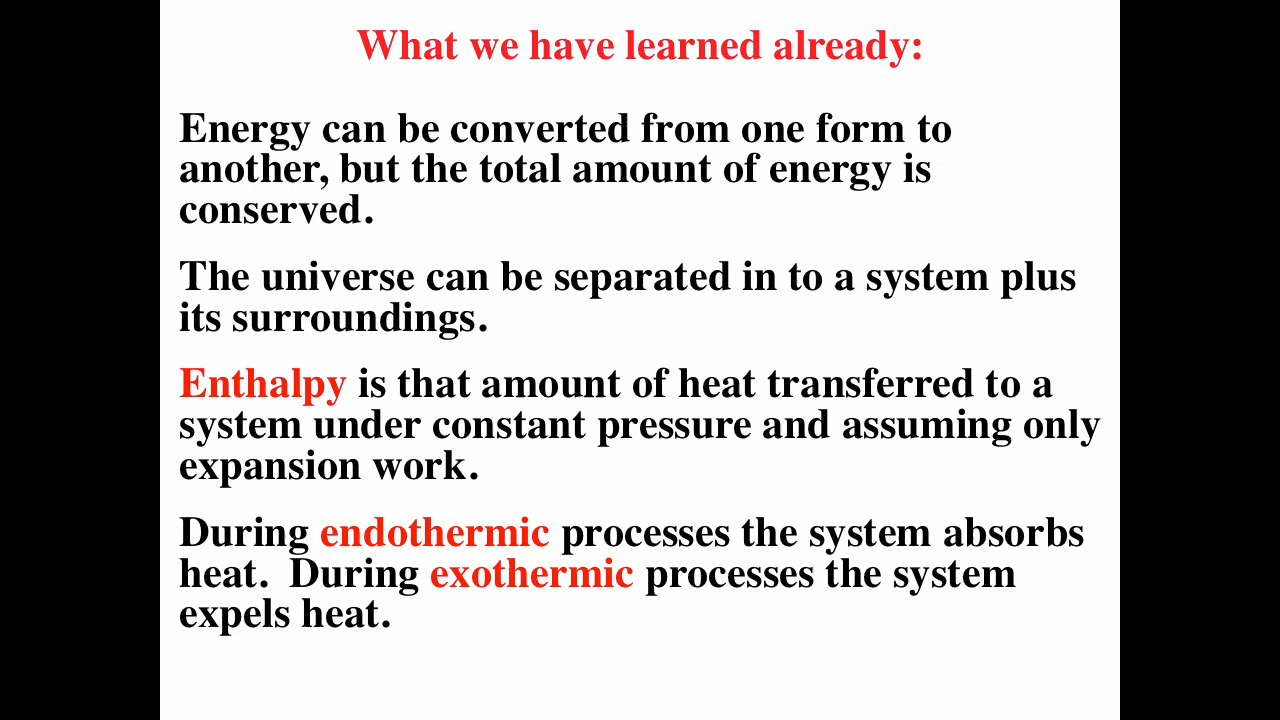 What we have learned already:
Energy can be converted from one form to
another, but the total amount of energy is
conserved.
The universe can be separated in to a system plus
its surroundings.
Enthalpy is that amount of heat transferred to a
system under constant pressure and assuming only
expansion work.
During endothermic processes the system absorbs
heat.  During exothermic processes the system
expels heat.